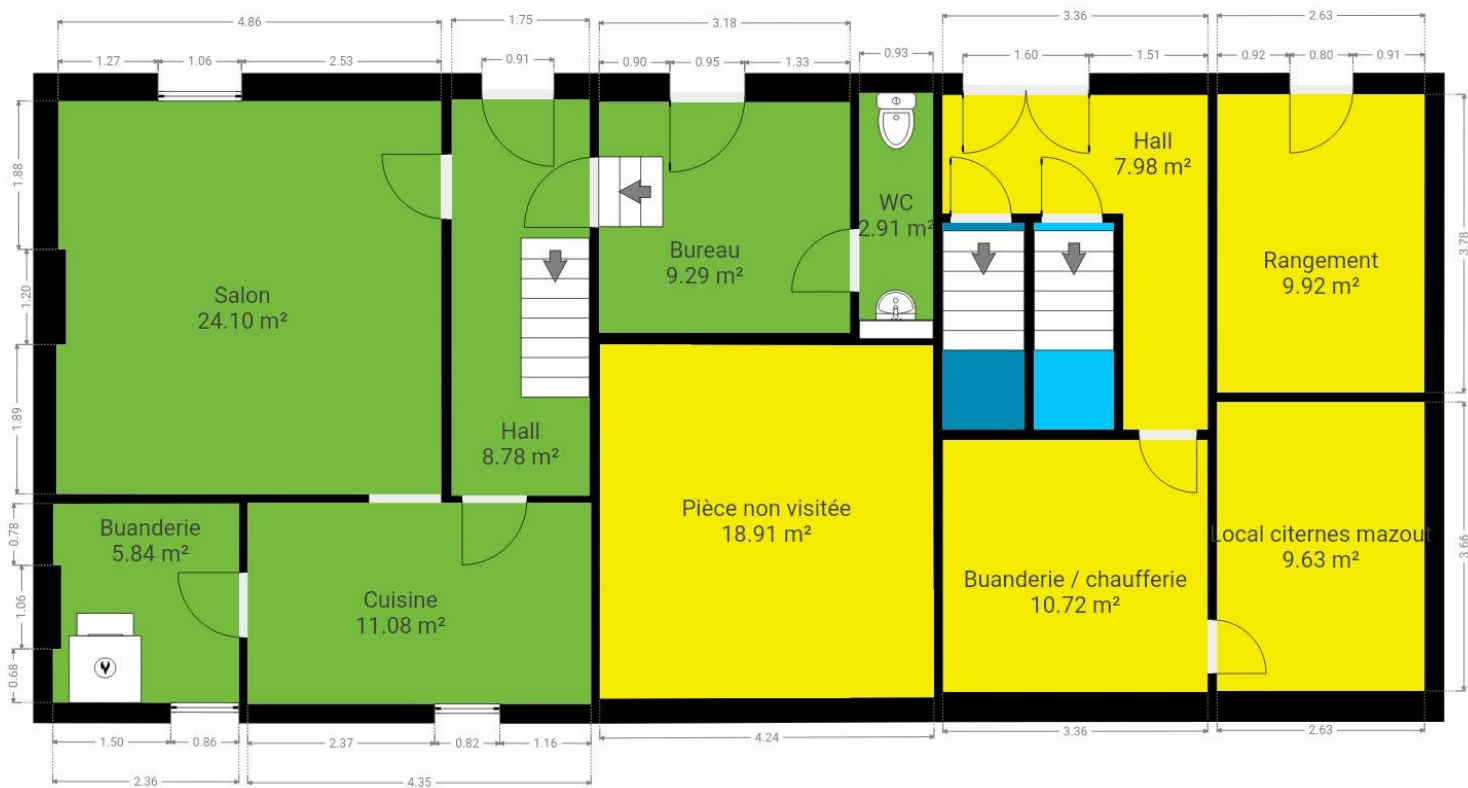 4.86
1.75
3.18
3.36
2.63
1.27
1.06
2.53
0.91
0.90
0.95
1.33
0.93
1.60
1.51
0.92
0.80
0.91
1.88
1.20
1.89
0.78
1.06
0.68
3.78
3.66
Salon
24.10 m²
Hall
8.78 m²
Bureau
9.29 m²
WC
2.91 m²
Hall
7.98 m²
Rangement
9.92 m²
Buanderie
5.84 m²
Cuisine
11.08 m²
Pièce non visitée
18.91 m²
Buanderie / chaufferie
10.72 m²
Local citernes mazout
9.63 m²
1.50
0.86
2.37
0.82
1.16
4.24
3.36
2.63
2.36
4.35